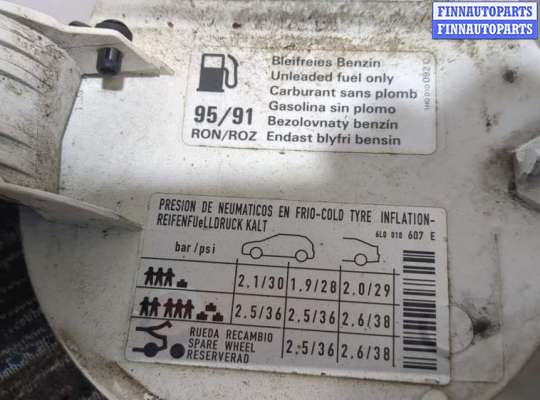 FINNAUTOPARTS
FINNAUTOPARTS
Bleifreies Benzin
Unleaded fuel only
Carburant sans plomb
Gasolina sin plomo
95/91
Bezolovnatý benzín
RON/ROZ
Endast blyfri bensin
PRESION DE NEUMATICOS EN FRIO-COLD TYRE INFLATION-
REIFENFUeLLDRUCK KALT
6L0 010 607 E
bar/psi
2.1/30 1.9/28 2.0/29
2.5/36 2.5/36 2.6/38
RUEDA RECAMBIO
SPARE WHEEL
RESERVERAD
2.5/36 2.6/38